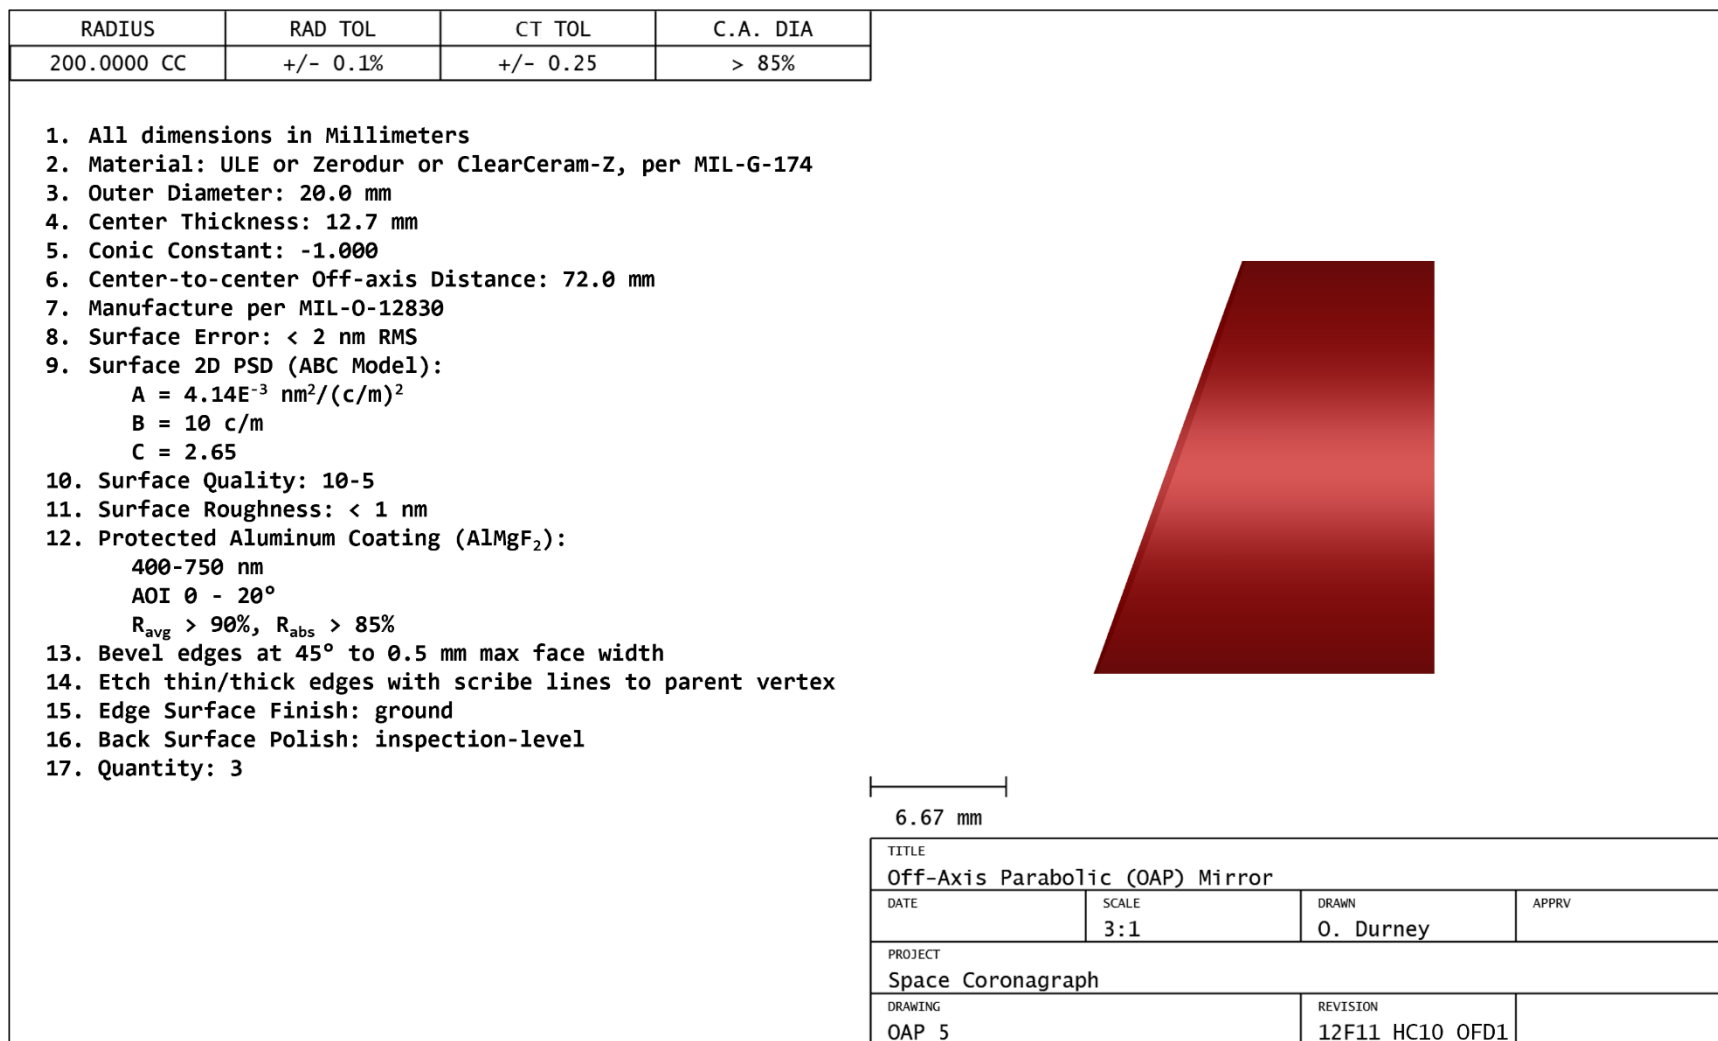 RADIUS RAD TOL CT TOL C.A. DIA
200.0000 CC +/- 0.1% +/- 0.25 > 85%
1. All dimensions in Millimeters
2. Material: ULE or Zerodur or ClearCeram-Z, per MIL-G-174
3. Outer Diameter: 20.0 mm
4. Center Thickness: 12.7 mm
5. Conic Constant: -1.000
6. Center-to-center Off-axis Distance: 72.0 mm
7. Manufacture per MIL-O-12830
8. Surface Error: < 2 nm RMS
9. Surface 2D PSD (ABC Model):
A = 4.14E⁻³ nm²/(c/m)²
B = 10 c/m
C = 2.65
10. Surface Quality: 10-5
11. Surface Roughness: < 1 nm
12. Protected Aluminum Coating (AlMgF₂):
400-750 nm
AOI 0 - 20°
Ravg > 90%, Rabs > 85%
13. Bevel edges at 45° to 0.5 mm max face width
14. Etch thin/thick edges with scribe lines to parent vertex
15. Edge Surface Finish: ground
16. Back Surface Polish: inspection-level
17. Quantity: 3
6.67 mm
TITLE
Off-Axis Parabolic (OAP) Mirror
DATE SCALE DRAWN APPRV
3:1 O. Durney
PROJECT
Space Coronagraph
DRAWING REVISION
OAP 5 12F11 HC10 OFD1